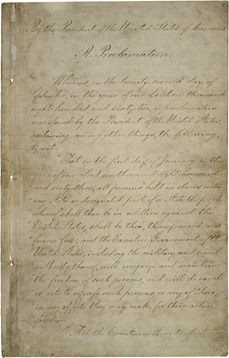 By the President of the United States of America:
A Proclamation.
Whereas, on the twenty-second day of
September, in the year of our Lord one thousand
eight hundred and sixty-two, a proclamation
was issued by the President of the United States,
containing, among other things, the following,
to wit:
"That on the first day of January, in the
year of our Lord one thousand eight hundred
and sixty-three, all persons held as slaves within
any State or designated part of a State, the people
whereof shall then be in rebellion against the
United States, shall be then, thenceforward, and
forever free; and the Executive Government of the
United States, including the military and naval
authority thereof, will recognize and maintain
the freedom of such persons, and will do no act
or acts to repress such persons, or any of them,
in any efforts they may make for their actual
freedom.
"That the Executive will, on the first